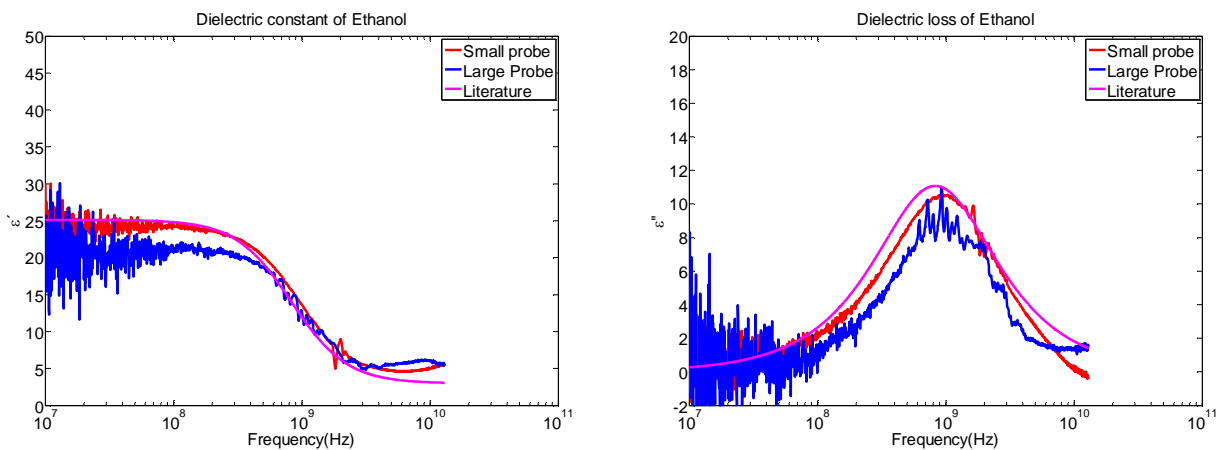 Dielectric constant of Ethanol
50
45
40
35
30
25
20
15
10
5
0
ε´
10^7
10^8
10^9
10^10
10^11
Frequency(Hz)
Small probe
Large Probe
Literature
Dielectric loss of Ethanol
20
18
16
14
12
10
8
6
4
2
0
-2
ε"
10^7
10^8
10^9
10^10
10^11
Frequency(Hz)
Small probe
Large Probe
Literature